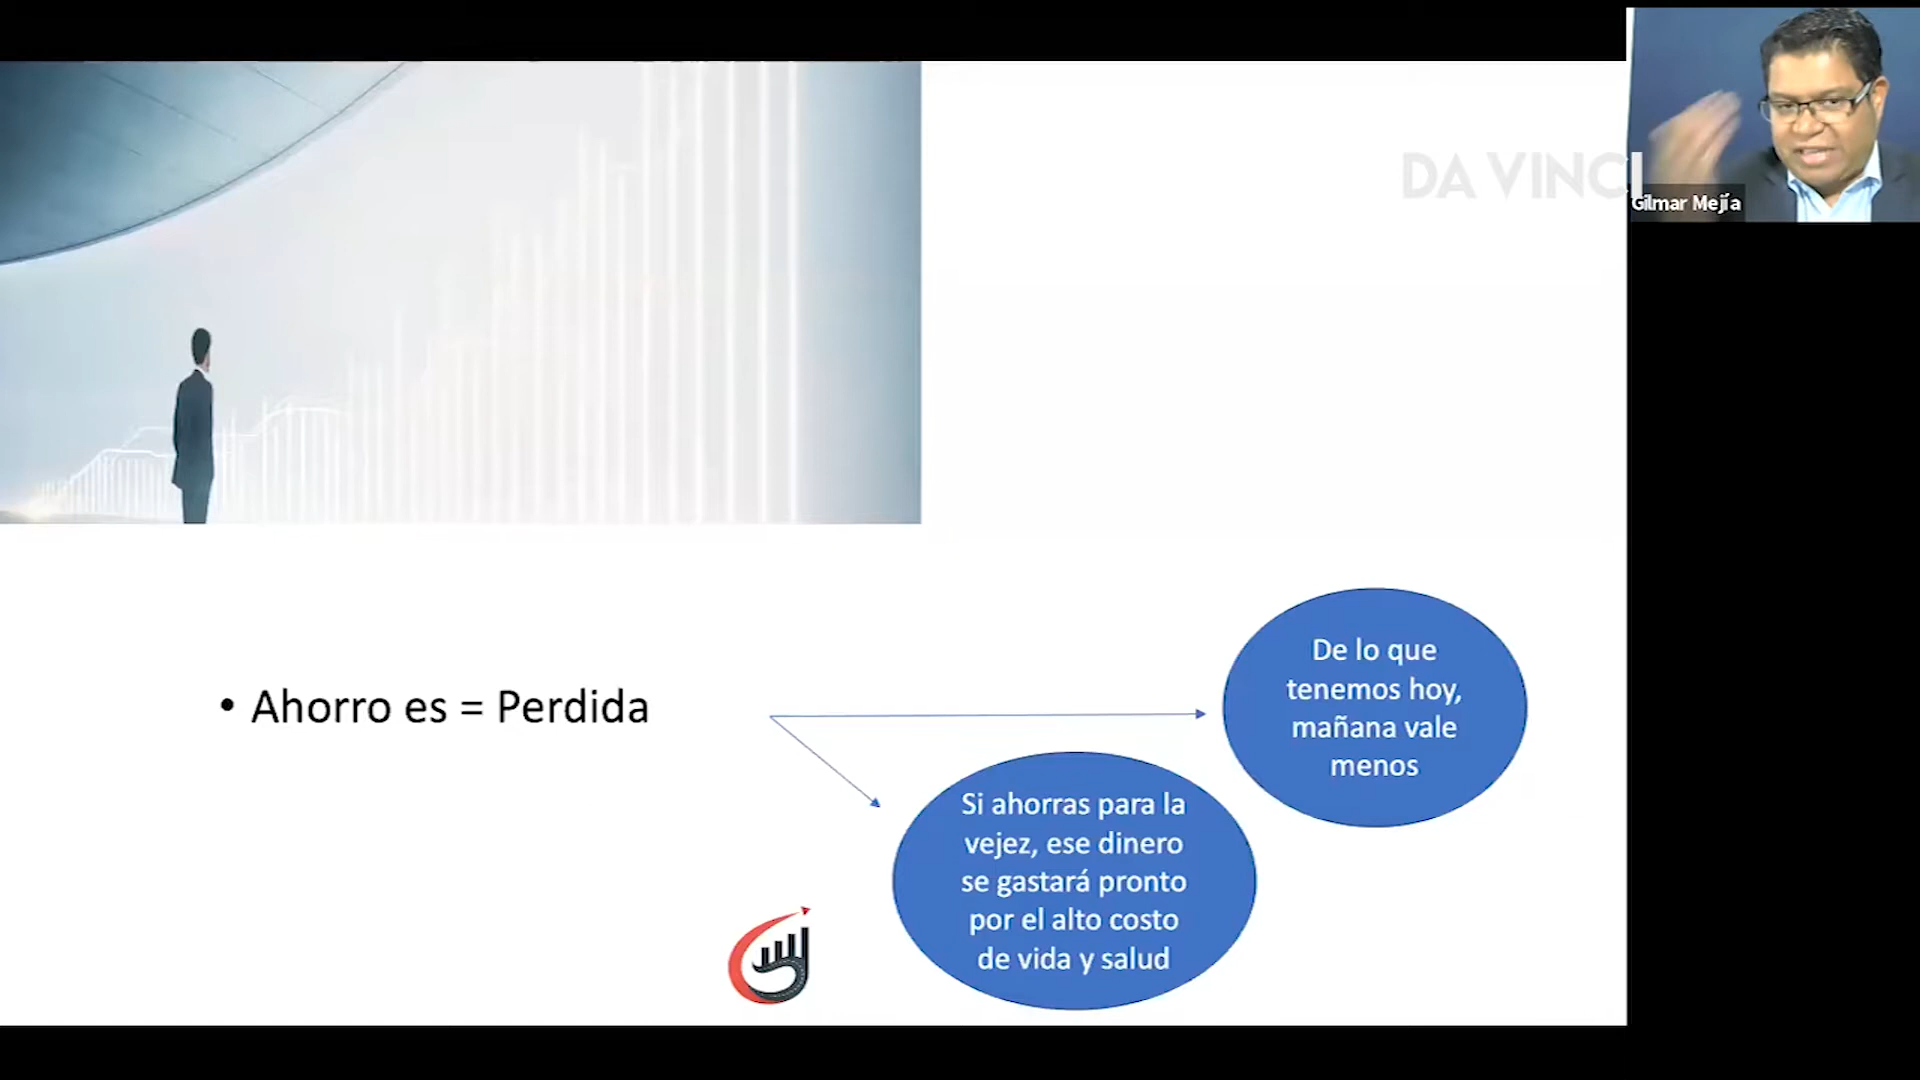 DA VINCI
Gilmar Mejía
• Ahorro es = Perdida
De lo que
tenemos hoy,
mañana vale
menos
Si ahorras para la
vejez, ese dinero
se gastará pronto
por el alto costo
de vida y salud